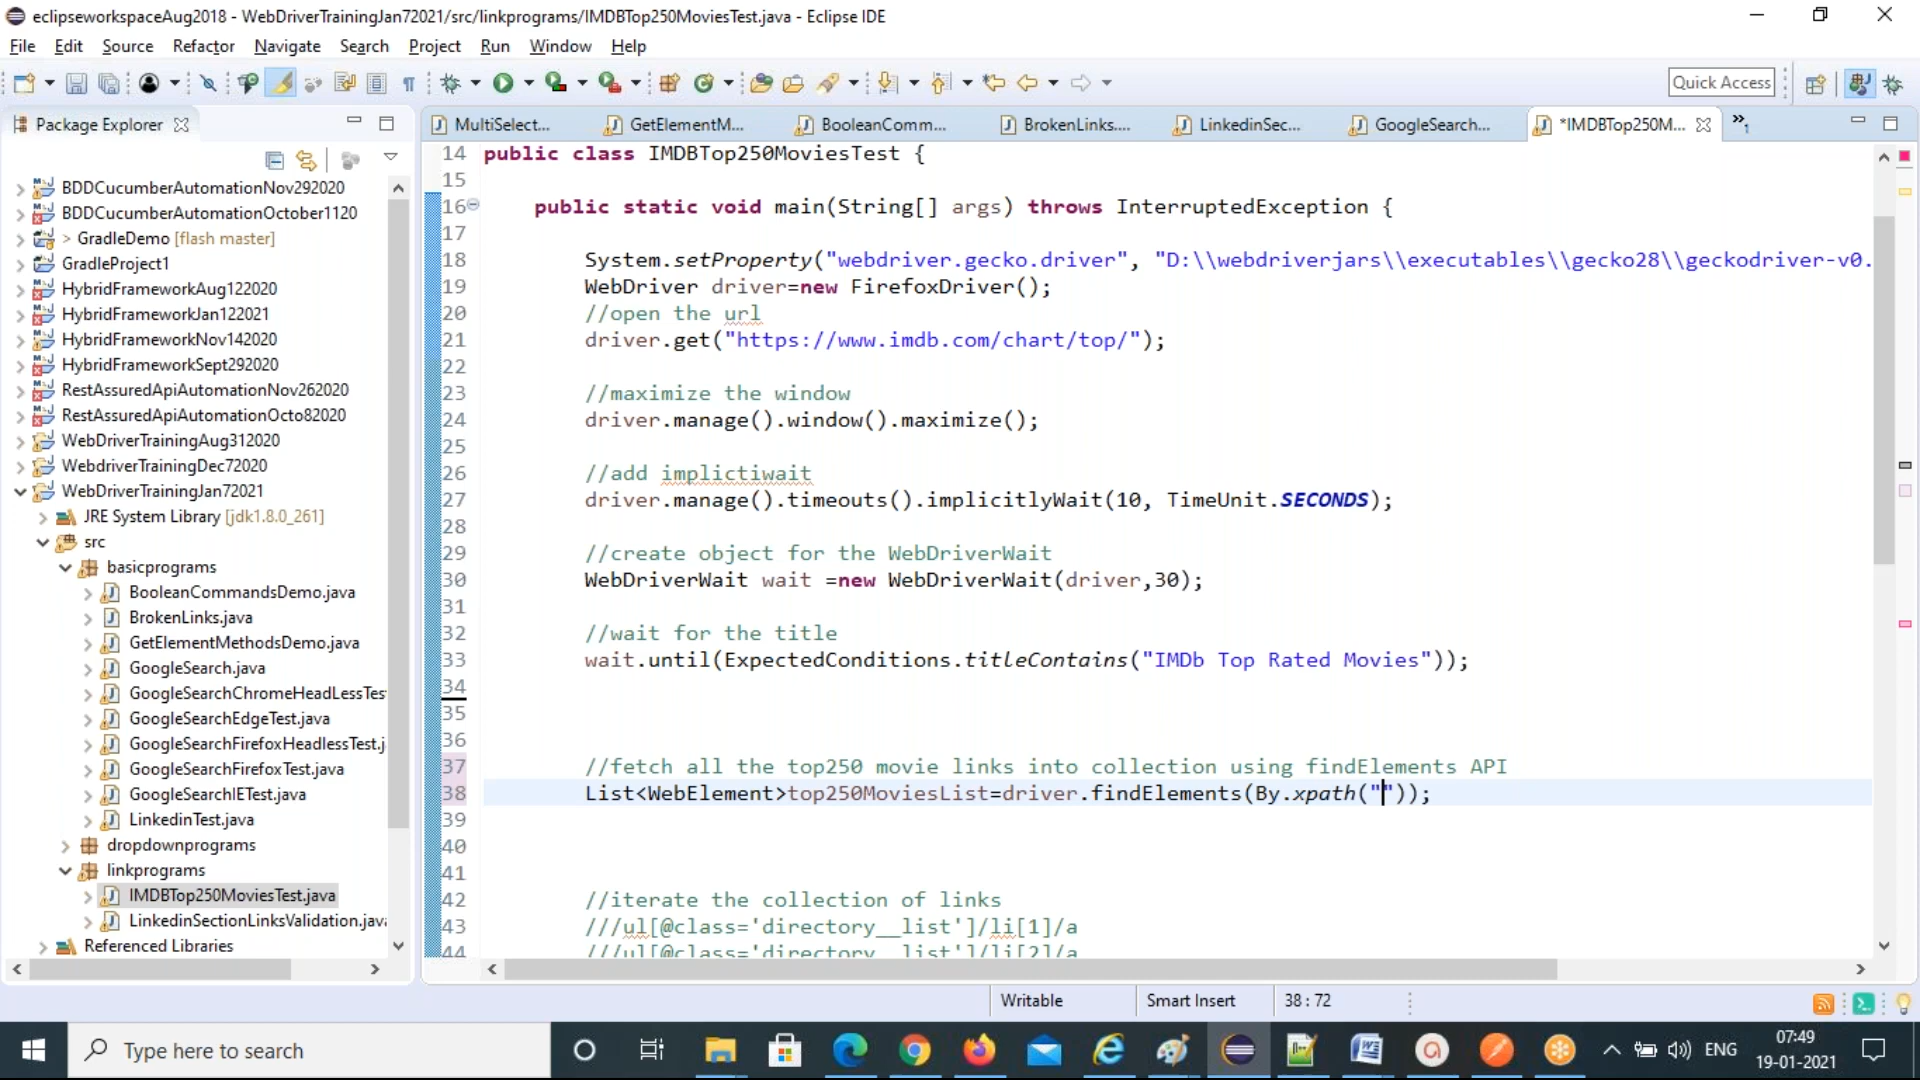 eclipseworkspaceAug2018 - WebDriverTrainingJan72021/src/linkprograms/IMDBTop250MoviesTest.java - Eclipse IDE
File Edit Source Refactor Navigate Search Project Run Window Help
Quick Access
Package Explorer
MultiSelect... GetElementM... BooleanComm... BrokenLinks.... LinkedinSec... GoogleSearch... *IMDBTop250M... »1
BDDCucumberAutomationNov292020
BDDCucumberAutomationOctober1120
> GradleDemo [flash master]
GradleProject1
HybridFrameworkAug122020
HybridFrameworkJan122021
HybridFrameworkNov142020
HybridFrameworkSept292020
RestAssuredApiAutomationNov262020
RestAssuredApiAutomationOcto82020
WebDriverTrainingAug312020
WebdriverTrainingDec72020
WebDriverTrainingJan72021
JRE System Library [jdk1.8.0_261]
src
basicprograms
BooleanCommandsDemo.java
BrokenLinks.java
GetElementMethodsDemo.java
GoogleSearch.java
GoogleSearchChromeHeadLessTes
GoogleSearchEdgeTest.java
GoogleSearchFirefoxHeadlessTest.j
GoogleSearchFirefoxTest.java
GoogleSearchIETest.java
LinkedinTest.java
dropdownprograms
linkprograms
IMDBTop250MoviesTest.java
LinkedinSectionLinksValidation.java
Referenced Libraries
14 public class IMDBTop250MoviesTest {
15
16 public static void main(String[] args) throws InterruptedException {
17
18 System.setProperty("webdriver.gecko.driver", "D:\\webdriverjars\\executables\\gecko28\\geckodriver-v0.
19 WebDriver driver=new FirefoxDriver();
20 //open the url
21 driver.get("https://www.imdb.com/chart/top/");
22
23 //maximize the window
24 driver.manage().window().maximize();
25
26 //add implictiwait
27 driver.manage().timeouts().implicitlyWait(10, TimeUnit.SECONDS);
28
29 //create object for the WebDriverWait
30 WebDriverWait wait =new WebDriverWait(driver,30);
31
32 //wait for the title
33 wait.until(ExpectedConditions.titleContains("IMDb Top Rated Movies"));
34
35
36
37 //fetch all the top250 movie links into collection using findElements API
38 List<WebElement>top250MoviesList=driver.findElements(By.xpath(""));
39
40
41
42 //iterate the collection of links
43 ///ul[@class='directory__list']/li[1]/a
44 ///ul[@class='directory__list']/li[2]/a
Writable Smart Insert 38 : 72
Type here to search
ENG
07:49
19-01-2021